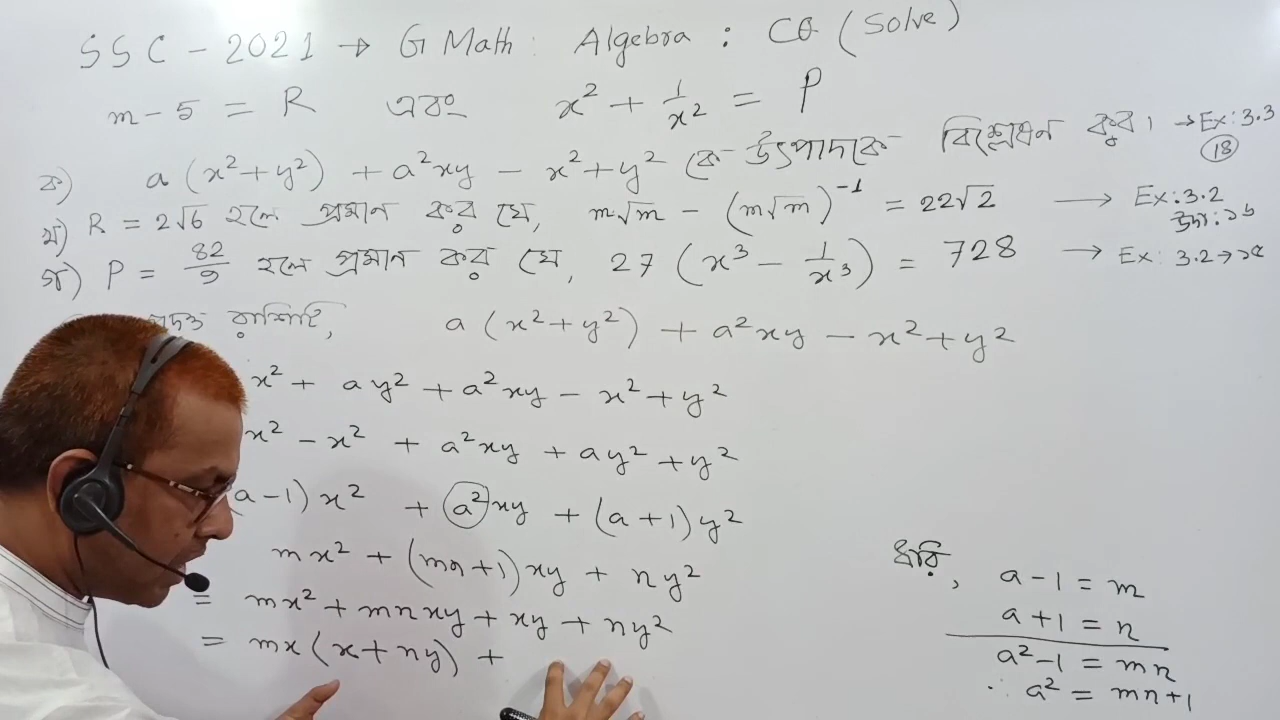 SSC - 2021 → G Math : Algebra : CQ (Solve)
m - 5 = R এবং x² + 1/x² = P
ক) a (x²+y²) + a²xy - x²+y² কে উৎপাদকে বিশ্লেষণ কর। → Ex: 3.3 (18)
খ) R = 2√6 হলে প্রমাণ কর যে, m√m - (m√m)⁻¹ = 22√2 → Ex: 3.2 উদা: ১৬
গ) P = 82/9 হলে প্রমাণ কর যে, 27 (x³ - 1/x³) = 728 → Ex: 3.2 → ১৫
প্রদত্ত রাশিটি, a (x²+y²) + a²xy - x²+y²
x² + ay² + a²xy - x² + y²
x² - x² + a²xy + ay² + y²
(a-1)x² + a²xy + (a+1)y²
mx² + (mn+1)xy + ny²
= mx² + mnxy + xy + ny²
= mx(x+ny) +
ধরি, a-1 = m
a+1 = n
a²-1 = mn
∴ a² = mn+1